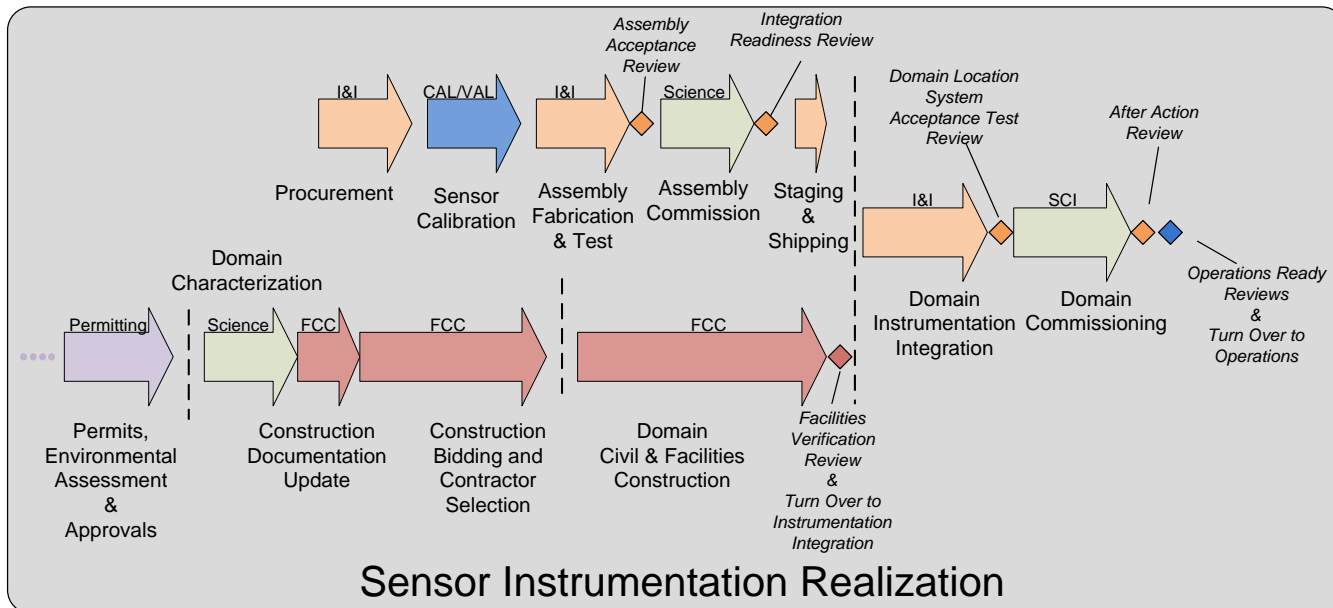 Assembly
Acceptance
Review
Integration
Readiness Review
I&I
CAL/VAL
I&I
Science
Procurement
Sensor
Calibration
Assembly
Fabrication
& Test
Assembly
Commission
Staging
&
Shipping
Domain Location
System
Acceptance Test
Review
After Action
Review
I&I
SCI
Domain
Instrumentation
Integration
Domain
Commissioning
Operations Ready
Reviews
&
Turn Over to
Operations
Domain
Characterization
Permitting
Science
FCC
FCC
FCC
Permits,
Environmental
Assessment
&
Approvals
Construction
Documentation
Update
Construction
Bidding and
Contractor
Selection
Domain
Civil & Facilities
Construction
Facilities
Verification
Review
&
Turn Over to
Instrumentation
Integration
Sensor Instrumentation Realization